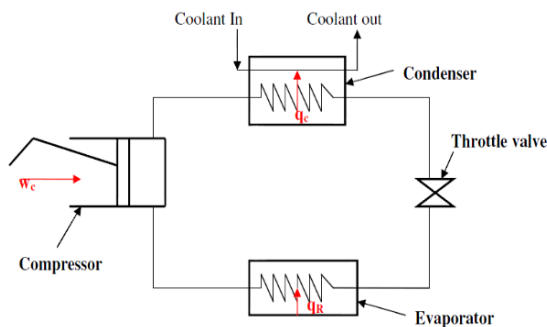 Coolant In
Coolant out
Condenser
qc
Throttle valve
wc
Compressor
qR
Evaporator